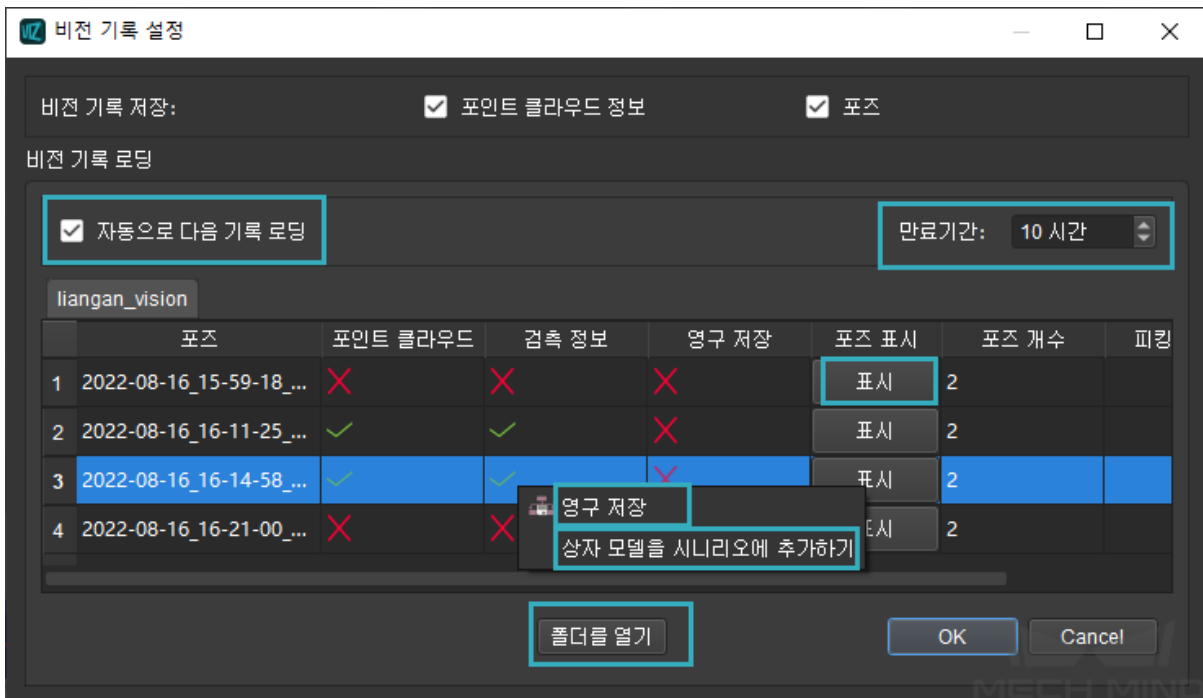 비전 기록 설정
비전 기록 저장: 포인트 클라우드 정보 포즈
비전 기록 로딩
자동으로 다음 기록 로딩 만료기간: 10 시간
liangan_vision
포즈 포인트 클라우드 검측 정보 영구 저장 포즈 표시 포즈 개수 피킹
1 2022-08-16_15-59-18_... 표시 2
2 2022-08-16_16-11-25_... 표시 2
3 2022-08-16_16-14-58_... 표시 2
영구 저장
4 2022-08-16_16-21-00_... 표시 2
상자 모델을 시나리오에 추가하기
폴더를 열기 OK Cancel
MECH MIND